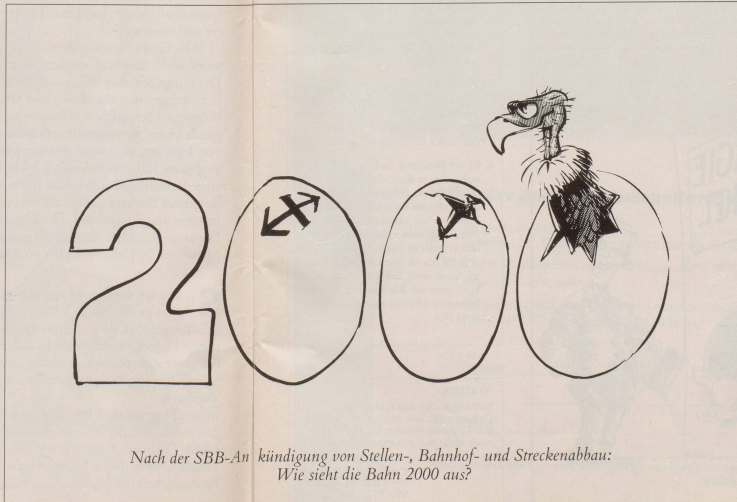 2000
Nach der SBB-An kündigung von Stellen-, Bahnhof- und Streckenabbau:
Wie sieht die Bahn 2000 aus?